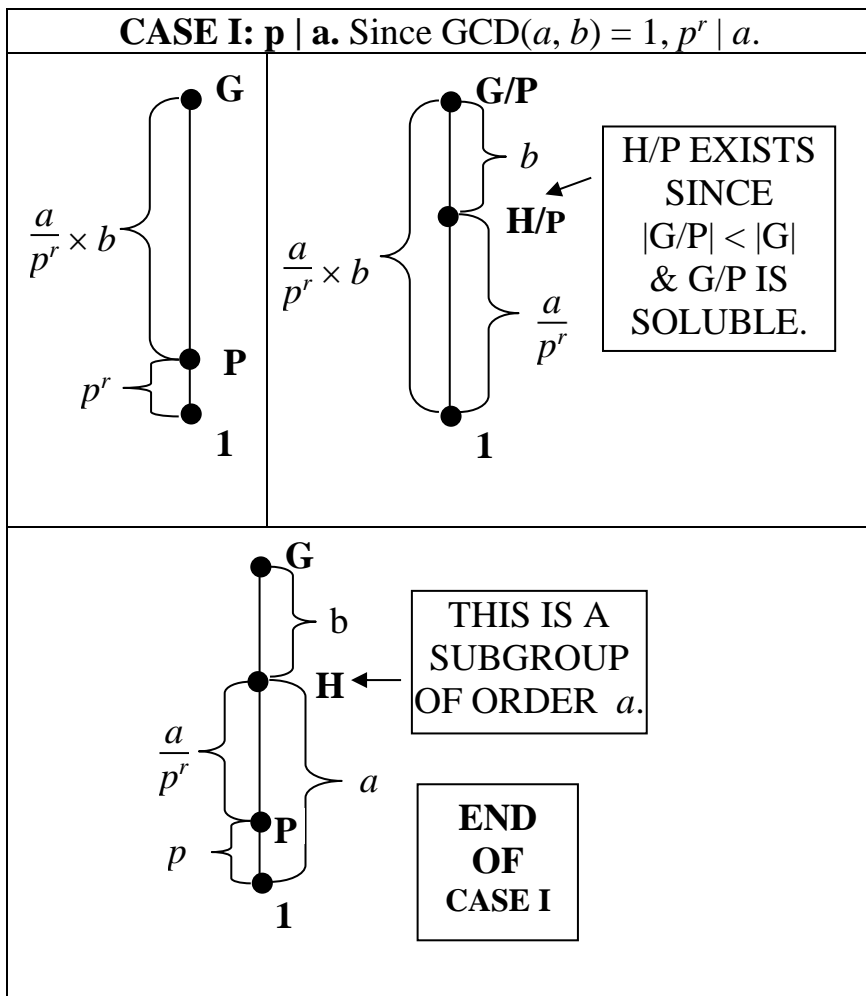 CASE I: p | a. Since GCD(a, b) = 1, p^r | a.
G
a/p^r × b
P
p^r
1
G/P
b
H/P
a/p^r × b
a/p^r
1
H/P EXISTS
SINCE
|G/P| < |G|
& G/P IS
SOLUBLE.
G
b
H
a/p^r
a
P
p
1
THIS IS A
SUBGROUP
OF ORDER a.
END
OF
CASE I